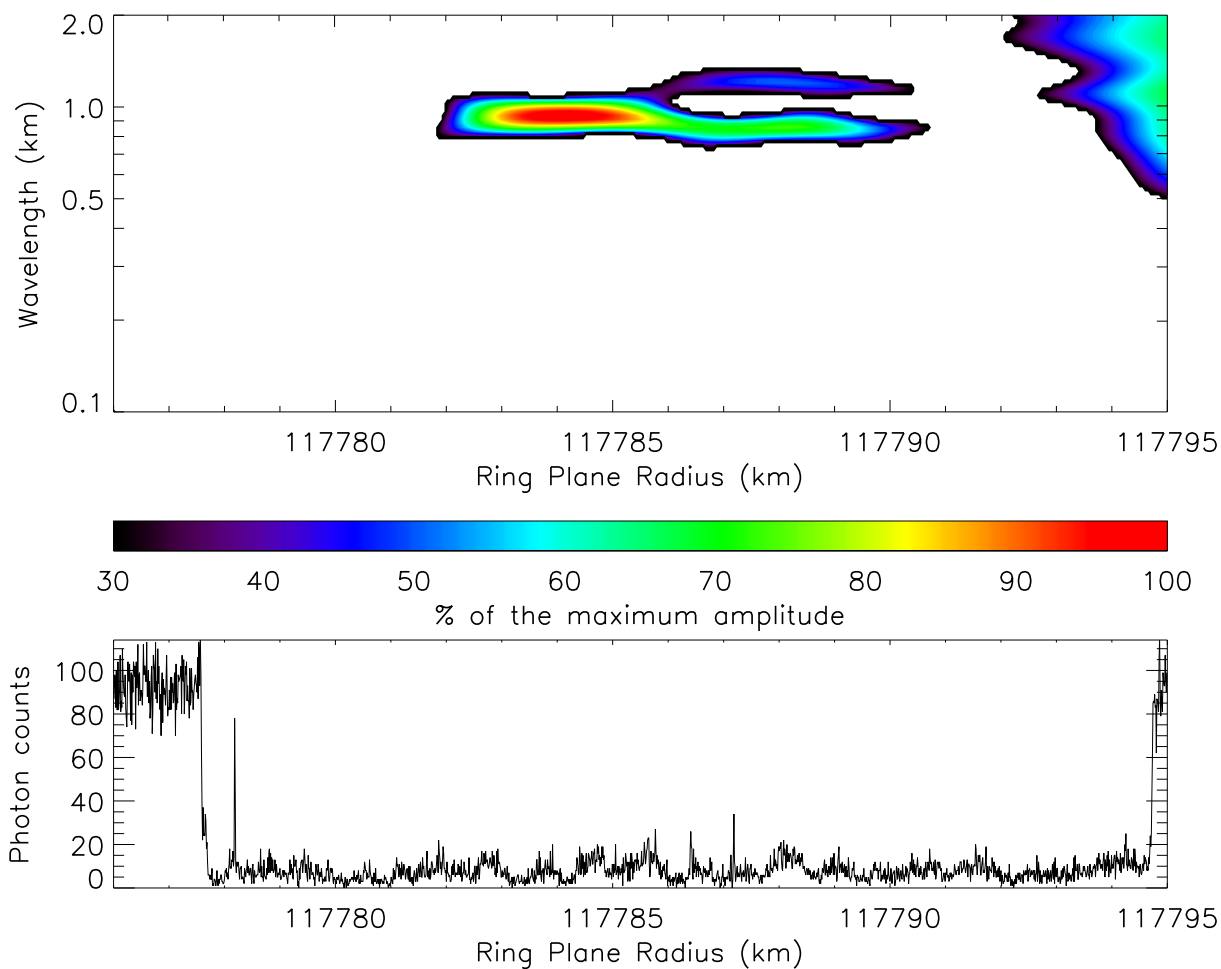 2.0
1.0
0.5
0.1
Wavelength (km)
117780 117785 117790 117795
Ring Plane Radius (km)
30 40 50 60 70 80 90 100
% of the maximum amplitude
100
80
60
40
20
0
Photon counts
117780 117785 117790 117795
Ring Plane Radius (km)